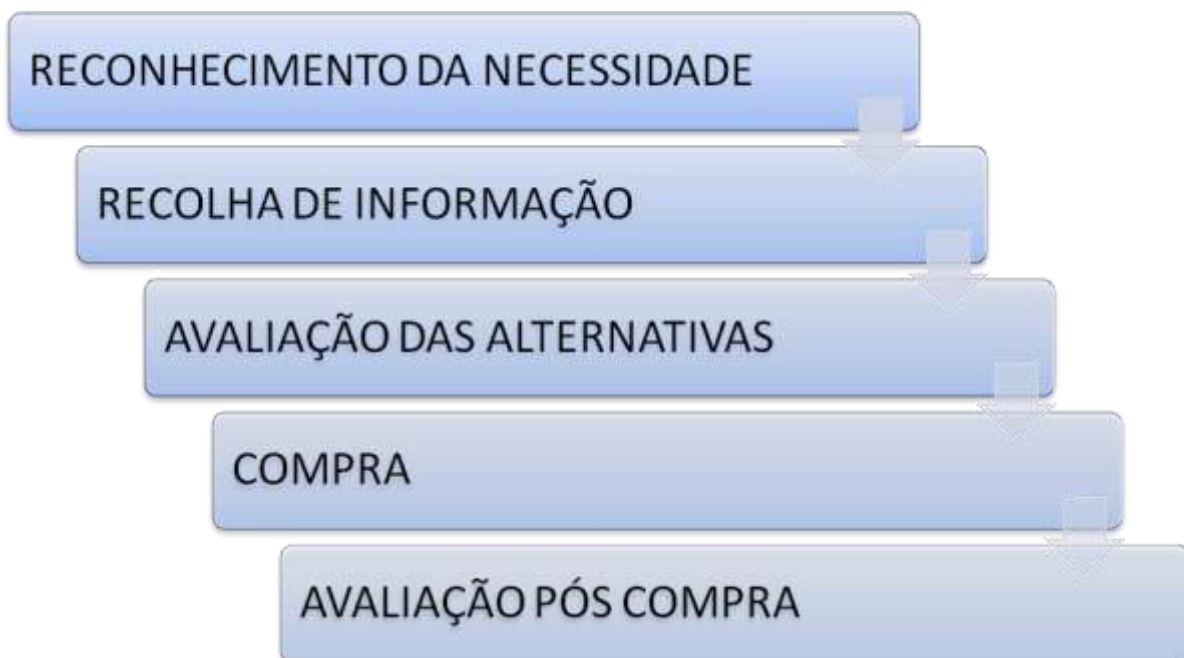 RECONHECIMENTO DA NECESSIDADE
RECOLHA DE INFORMAÇÃO
AVALIAÇÃO DAS ALTERNATIVAS
COMPRA
AVALIAÇÃO PÓS COMPRA